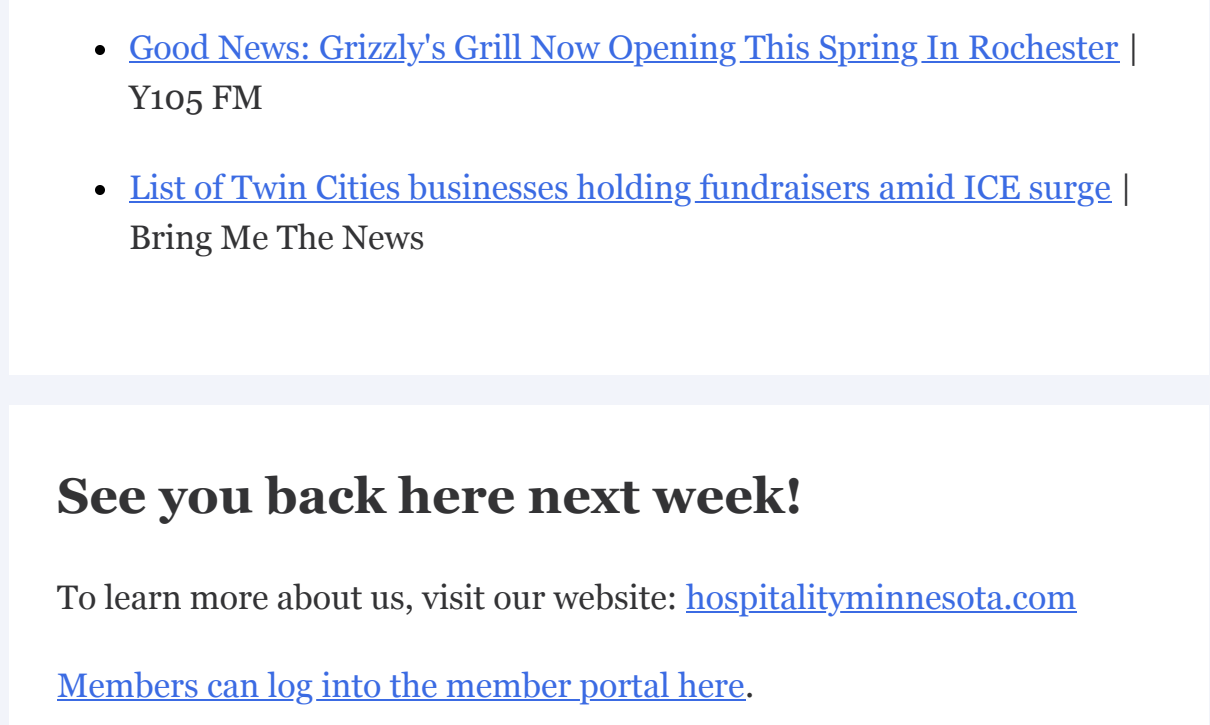 Good News: Grizzly's Grill Now Opening This Spring In Rochester |
Y105 FM
List of Twin Cities businesses holding fundraisers amid ICE surge |
Bring Me The News
See you back here next week!
To learn more about us, visit our website: hospitalityminnesota.com
Members can log into the member portal here.